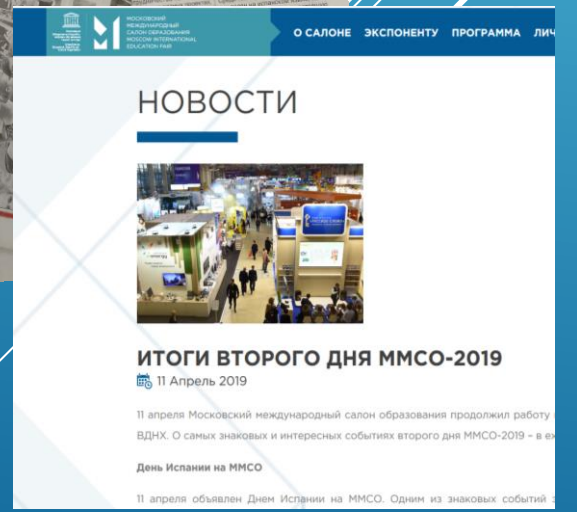 МОСКОВСКИЙ
МЕЖДУНАРОДНЫЙ
САЛОН ОБРАЗОВАНИЯ
MOSCOW INTERNATIONAL
EDUCATION FAIR
О САЛОНЕ ЭКСПОНЕНТУ ПРОГРАММА ЛИЧ
НОВОСТИ
ИТОГИ ВТОРОГО ДНЯ ММСО-2019
11 Апрель 2019
11 апреля Московский международный салон образования продолжил работу
ВДНХ. О самых знаковых и интересных событиях второго дня ММСО-2019 – в
День Испании на ММСО
11 апреля объявлен Днем Испании на ММСО. Одним из знаковых событий